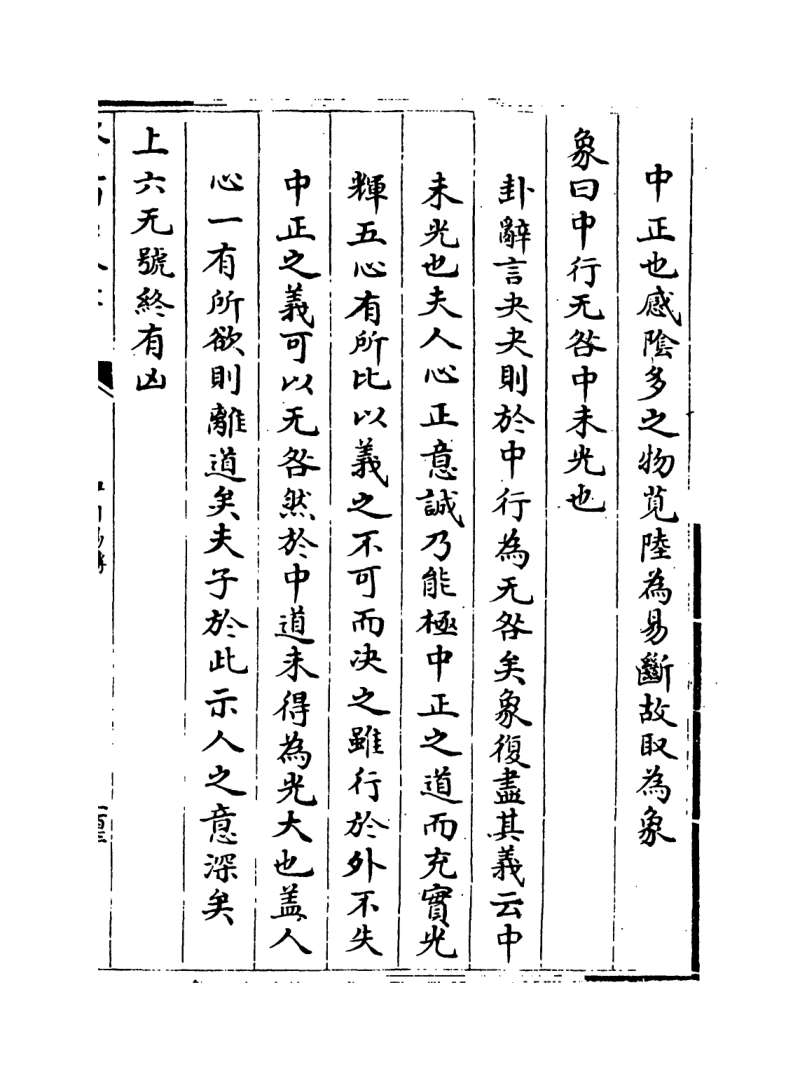 中正也感陰多之物莧陸為易斷故取為象
象曰中行无咎中未光也
卦辭言夬夬則於中行為无咎矣象復盡其義云中
未光也夫人心正意誠乃能極中正之道而充實光
輝五心有所比以義之不可而決之雖行於外不失
中正之義可以无咎然於中道未得為光大也盖人
心一有所欲則離道矣夫子於此示人之意深矣
上六无號終有凶